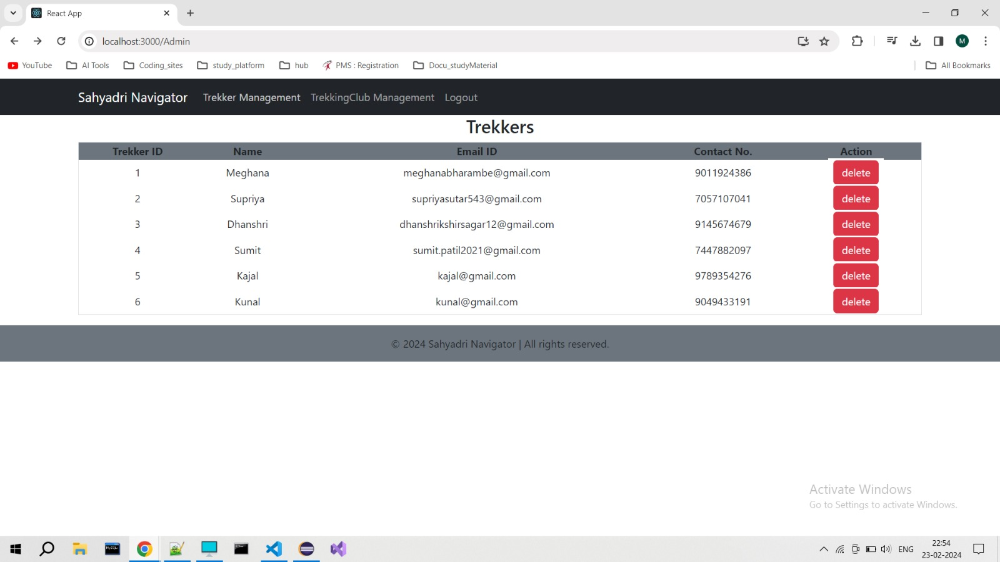 React App
localhost:3000/Admin
M
YouTube AI Tools Coding_sites study_platform hub PMS : Registration Docu_studyMaterial All Bookmarks
Sahyadri Navigator Trekker Management TrekkingClub Management Logout
Trekkers
Trekker ID Name Email ID Contact No. Action
1 Meghana meghanabharambe@gmail.com 9011924386 delete
2 Supriya supriyasutar543@gmail.com 7057107041 delete
3 Dhanshri dhanshrikshirsagar12@gmail.com 9145674679 delete
4 Sumit sumit.patil2021@gmail.com 7447882097 delete
5 Kajal kajal@gmail.com 9789354276 delete
6 Kunal kunal@gmail.com 9049433191 delete
© 2024 Sahyadri Navigator | All rights reserved.
Activate Windows
Go to Settings to activate Windows.
MySQL
ENG
22:54
23-02-2024